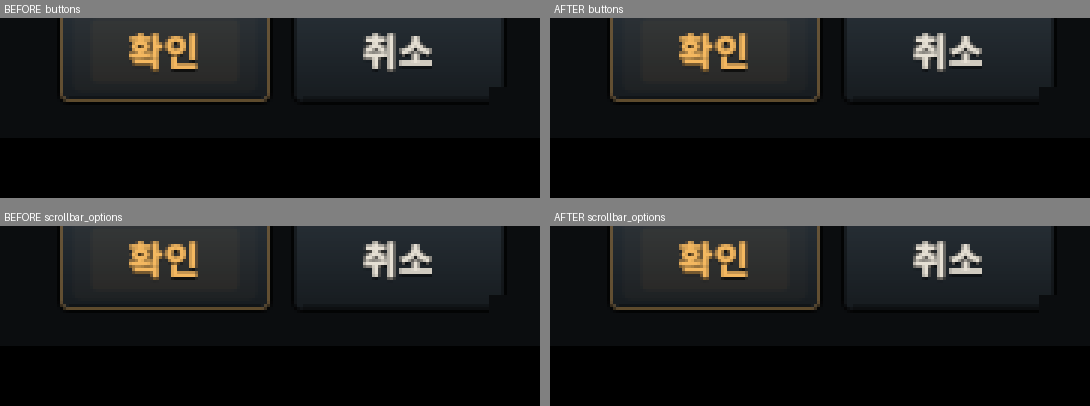 BEFORE buttons
AFTER buttons
확인
취소
확인
취소
BEFORE scrollbar_options
AFTER scrollbar_options
확인
취소
확인
취소